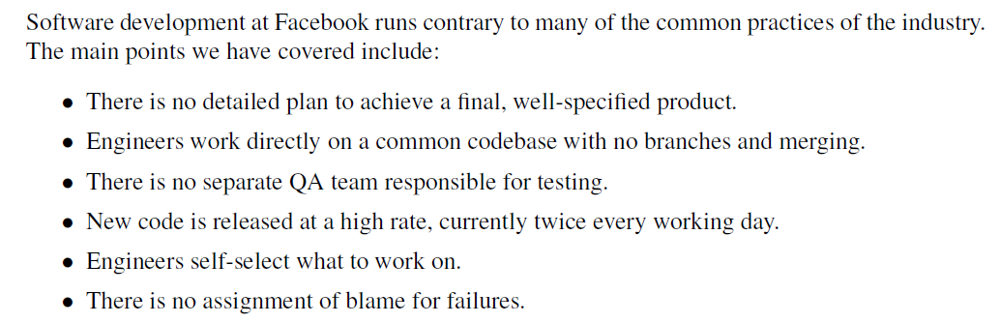 Software development at Facebook runs contrary to many of the common practices of the industry.
The main points we have covered include:
• There is no detailed plan to achieve a final, well-specified product.
• Engineers work directly on a common codebase with no branches and merging.
• There is no separate QA team responsible for testing.
• New code is released at a high rate, currently twice every working day.
• Engineers self-select what to work on.
• There is no assignment of blame for failures.